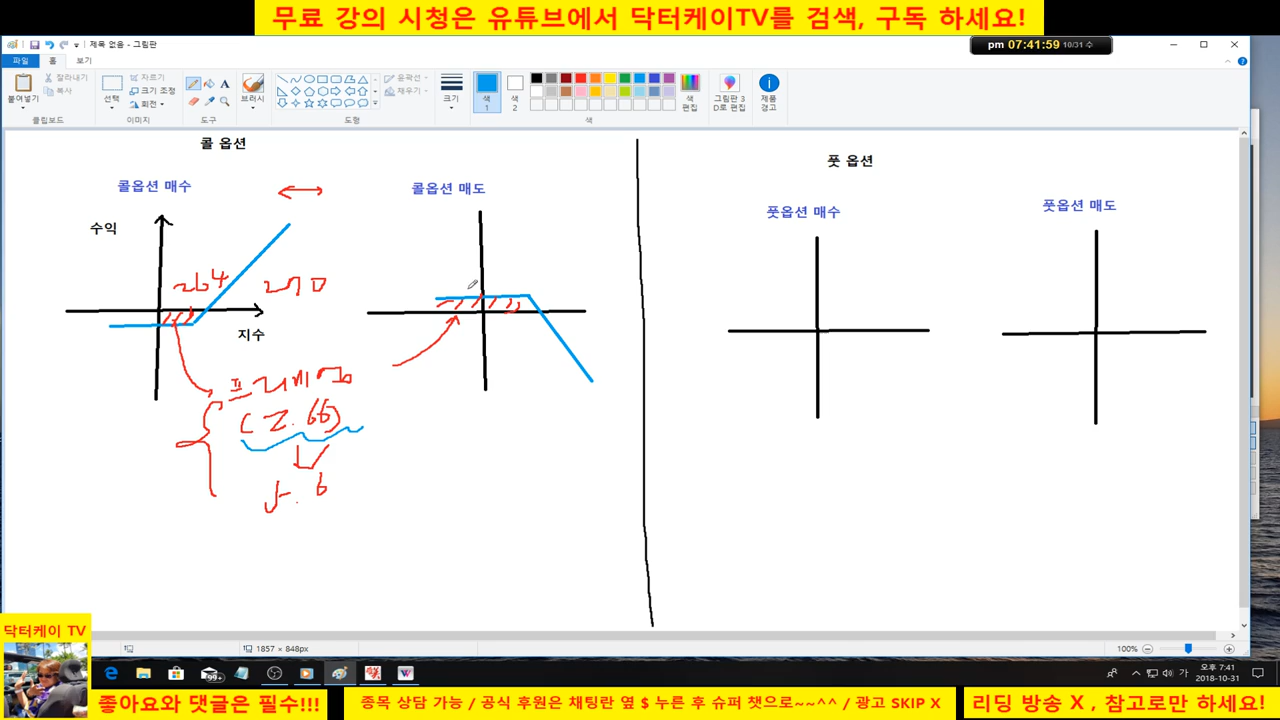 무료 강의 시청은 유튜브에서 닥터케이TV를 검색, 구독 하세요!
제목 없음 - 그림판
pm 07:41:59 10/31 수
파일 홈 보기
붙여넣기 잘라내기 복사 선택 자르기 크기 조정 회전 A 브러시 윤곽선 채우기 크기 색 1 색 2 색 편집 그림판 3D로 편집 제품 경고
클립보드 이미지 도구 도형 색
콜 옵션
풋 옵션
콜옵션 매수
콜옵션 매도
풋옵션 매수
풋옵션 매도
수익
264
290
지수
프리미엄
(2.66)
5.6
닥터케이 TV
1857 × 848px
100%
99+
가
오후 7:41
2018-10-31
좋아요와 댓글은 필수!!!
종목 상담 가능 / 공식 후원은 채팅란 옆 $ 누른 후 슈퍼 챗으로~~^^ / 광고 SKIP X
리딩 방송 X , 참고로만 하세요!